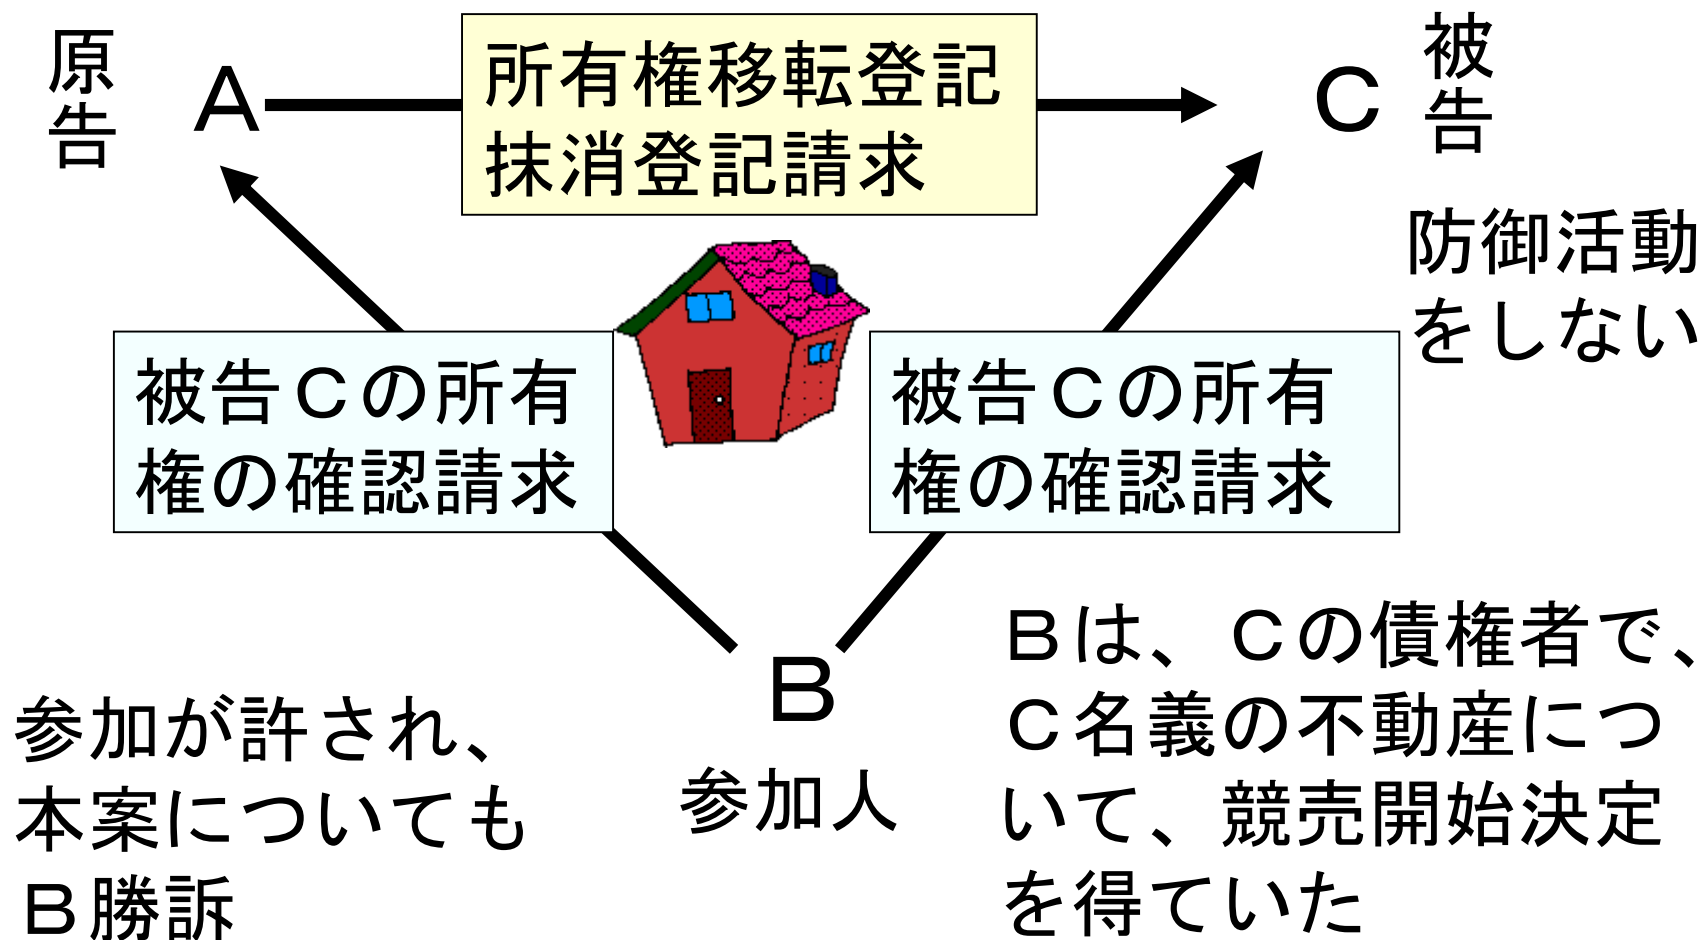 原告
Ａ
所有権移転登記
抹消登記請求
Ｃ
被告
防御活動
をしない
被告Ｃの所有
権の確認請求
被告Ｃの所有
権の確認請求
Ｂ
参加人
参加が許され、
本案についても
Ｂ勝訴
Ｂは、Ｃの債権者で、
Ｃ名義の不動産につ
いて、競売開始決定
を得ていた